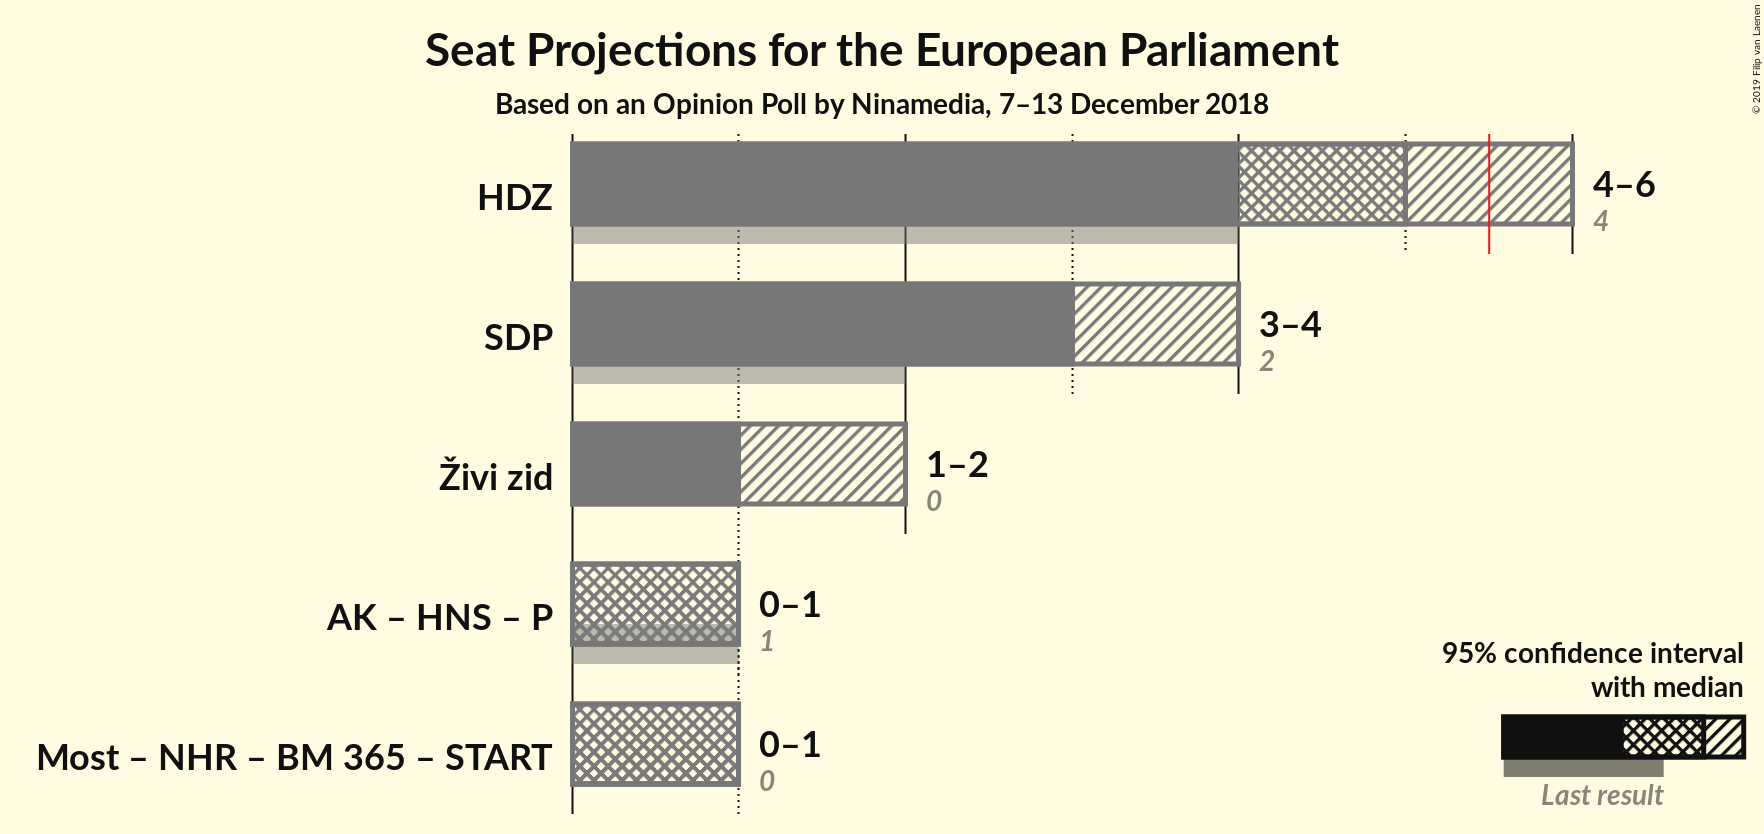 Seat Projections for the European Parliament
Based on an Opinion Poll by Ninamedia, 7–13 December 2018
© 2019 Filip van Laenen
HDZ
4–6
4
SDP
3–4
2
Živi zid
1–2
0
AK – HNS – P
0–1
1
Most – NHR – BM 365 – START
0–1
0
95% confidence interval
with median
Last result